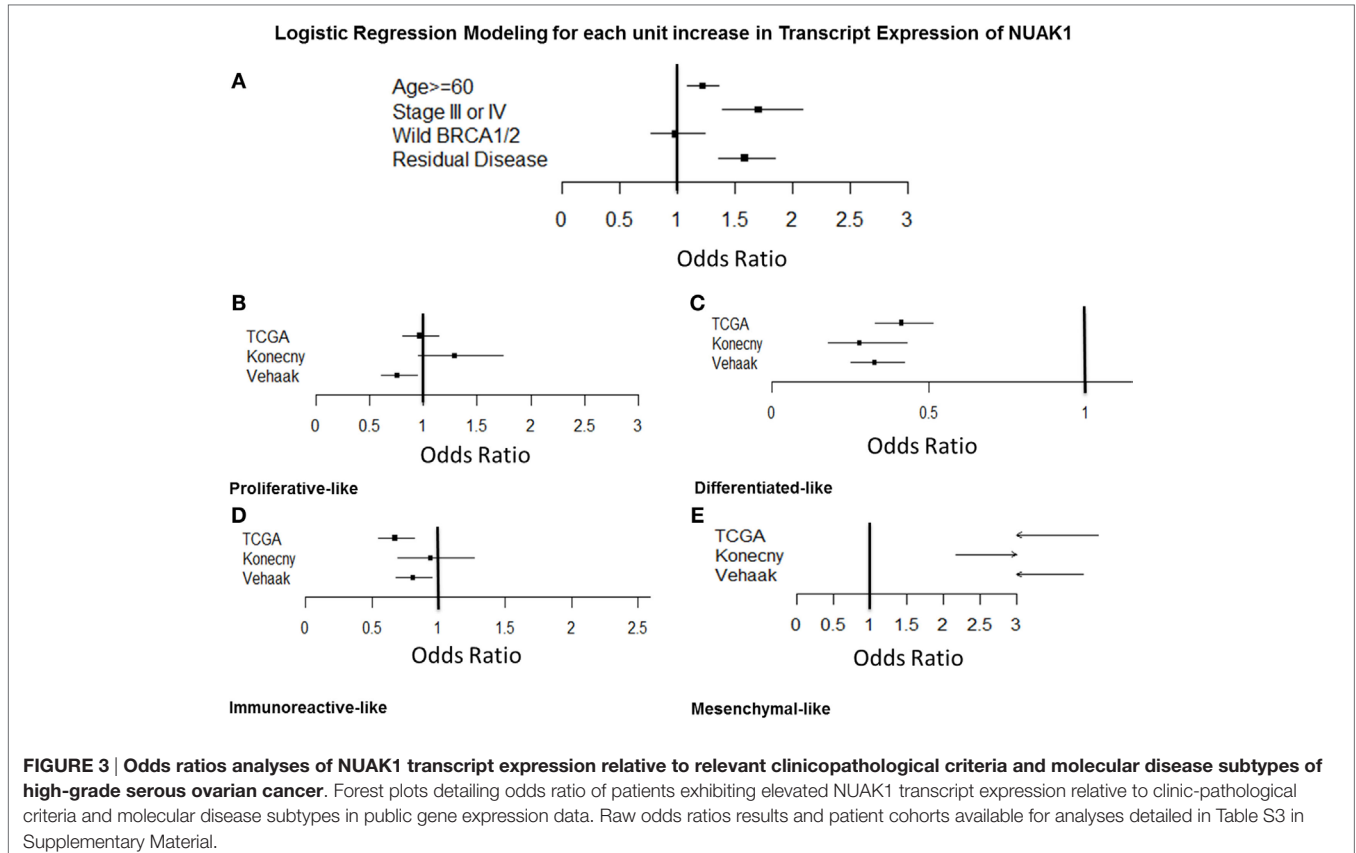 Logistic Regression Modeling for each unit increase in Transcript Expression of NUAK1
A
Age>=60
Stage III or IV
Wild BRCA1/2
Residual Disease
0 0.5 1 1.5 2 2.5 3
Odds Ratio
B
TCGA
Konecny
Vehaak
0 0.5 1 1.5 2 2.5 3
Odds Ratio
Proliferative-like
C
TCGA
Konecny
Vehaak
0 0.5 1
Odds Ratio
Differentiated-like
D
TCGA
Konecny
Vehaak
0 0.5 1 1.5 2 2.5
Odds Ratio
Immunoreactive-like
E
TCGA
Konecny
Vehaak
0 0.5 1 1.5 2 2.5 3
Odds Ratio
Mesenchymal-like
FIGURE 3 | Odds ratios analyses of NUAK1 transcript expression relative to relevant clinicopathological criteria and molecular disease subtypes of
high-grade serous ovarian cancer. Forest plots detailing odds ratio of patients exhibiting elevated NUAK1 transcript expression relative to clinic-pathological
criteria and molecular disease subtypes in public gene expression data. Raw odds ratios results and patient cohorts available for analyses detailed in Table S3 in
Supplementary Material.